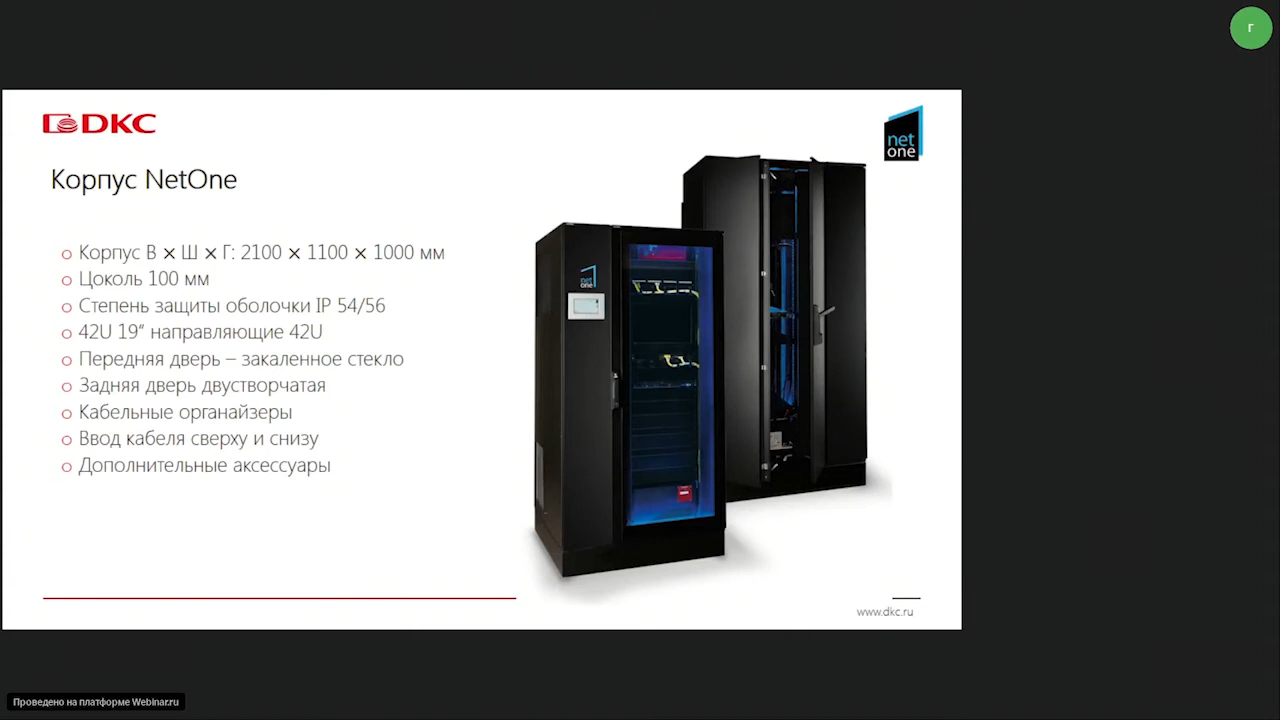 г
DKC
net
one
Корпус NetOne
Корпус В × Ш × Г: 2100 × 1100 × 1000 мм
Цоколь 100 мм
Степень защиты оболочки IP 54/56
42U 19“ направляющие 42U
Передняя дверь – закаленное стекло
Задняя дверь двустворчатая
Кабельные органайзеры
Ввод кабеля сверху и снизу
Дополнительные аксессуары
net
one
www.dkc.ru
Проведено на платформе Webinar.ru